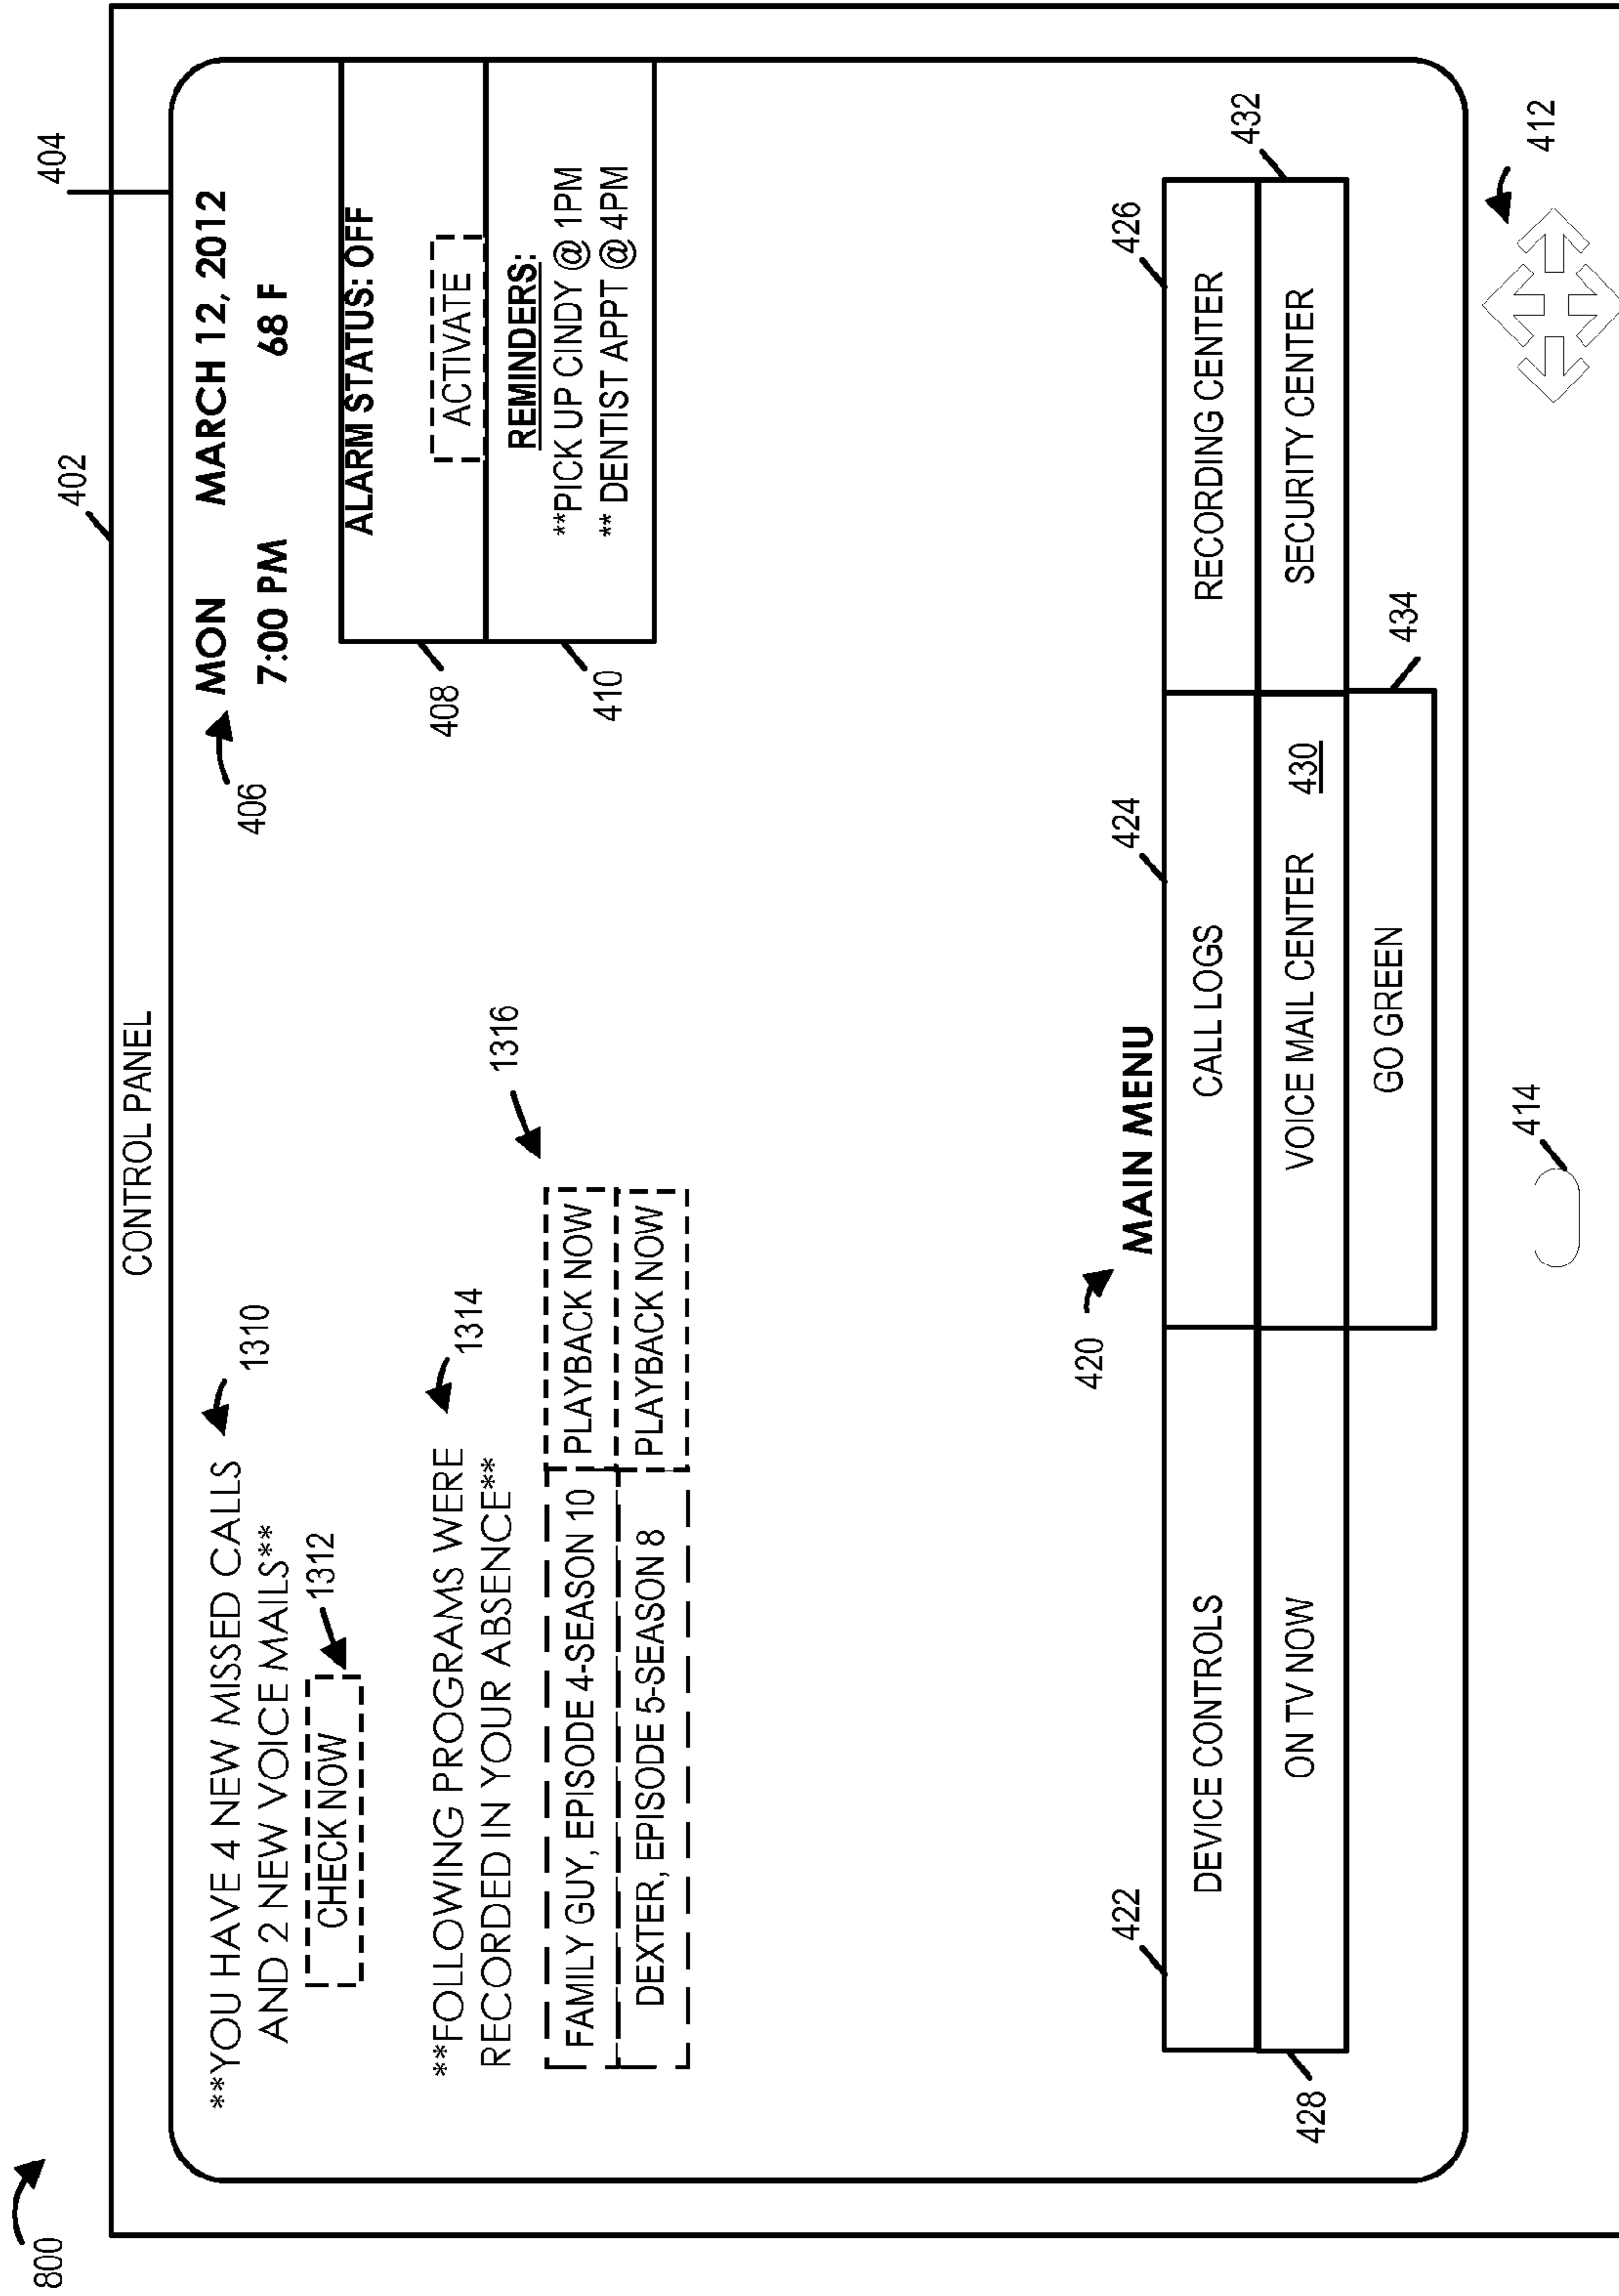 800
402
404
CONTROL PANEL
**YOU HAVE 4 NEW MISSED CALLS
AND 2 NEW VOICE MAILS**
1310
CHECK NOW
1312
**FOLLOWING PROGRAMS WERE
RECORDED IN YOUR ABSENCE**
1314
1316
FAMILY GUY, EPISODE 4-SEASON 10 PLAYBACK NOW
DEXTER, EPISODE 5-SEASON 8 PLAYBACK NOW
406
MON MARCH 12, 2012
7:00 PM 68 F
408
ALARM STATUS: OFF
ACTIVATE
410
REMINDERS:
**PICK UP CINDY @ 1PM
** DENTIST APPT @ 4PM
420
MAIN MENU
422
424
426
DEVICE CONTROLS CALL LOGS RECORDING CENTER
ON TV NOW VOICE MAIL CENTER 430 SECURITY CENTER
428
432
GO GREEN
434
414
412